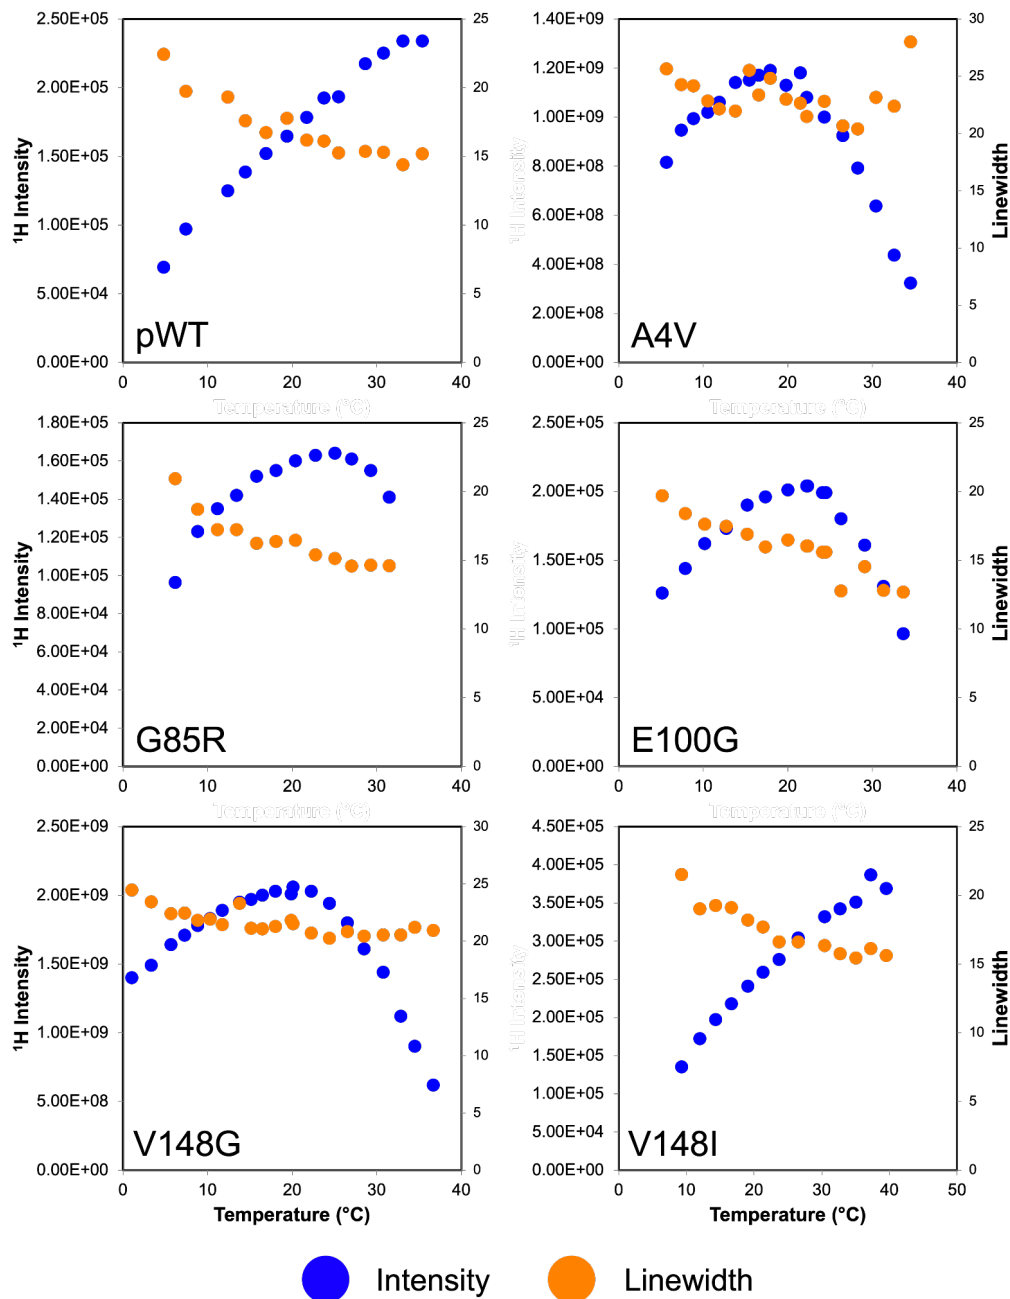 2.50E+05
2.00E+05
1.50E+05
1.00E+05
5.00E+04
0.00E+00
25
20
15
10
5
0
0 10 20 30 40
¹H Intensity
pWT
Temperature (°C)
1.40E+09
1.20E+09
1.00E+09
8.00E+08
6.00E+08
4.00E+08
2.00E+08
0.00E+00
30
25
20
15
10
5
0
0 10 20 30 40
¹H Intensity
Linewidth
A4V
Temperature (°C)
1.80E+05
1.60E+05
1.40E+05
1.20E+05
1.00E+05
8.00E+04
6.00E+04
4.00E+04
2.00E+04
0.00E+00
25
20
15
10
5
0
0 10 20 30 40
¹H Intensity
G85R
Temperature (°C)
2.50E+05
2.00E+05
1.50E+05
1.00E+05
5.00E+04
0.00E+00
25
20
15
10
5
0
0 10 20 30 40
¹H Intensity
Linewidth
E100G
Temperature (°C)
2.50E+09
2.00E+09
1.50E+09
1.00E+09
5.00E+08
0.00E+00
30
25
20
15
10
5
0
0 10 20 30 40
¹H Intensity
V148G
Temperature (°C)
4.50E+05
4.00E+05
3.50E+05
3.00E+05
2.50E+05
2.00E+05
1.50E+05
1.00E+05
5.00E+04
0.00E+00
25
20
15
10
5
0
0 10 20 30 40 50
¹H Intensity
Linewidth
V148I
Temperature (°C)
Intensity
Linewidth